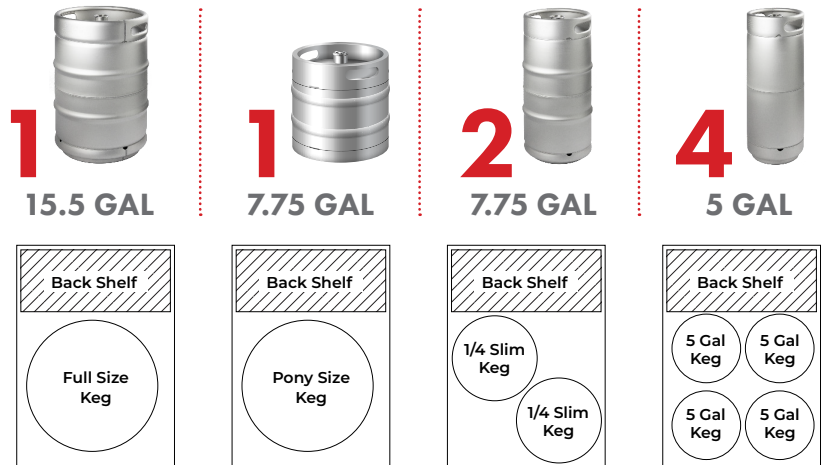 1
15.5 GAL
1
7.75 GAL
2
7.75 GAL
4
5 GAL
Back Shelf
Full Size
Keg
Back Shelf
Pony Size
Keg
Back Shelf
1/4 Slim
Keg
1/4 Slim
Keg
Back Shelf
5 Gal
Keg
5 Gal
Keg
5 Gal
Keg
5 Gal
Keg